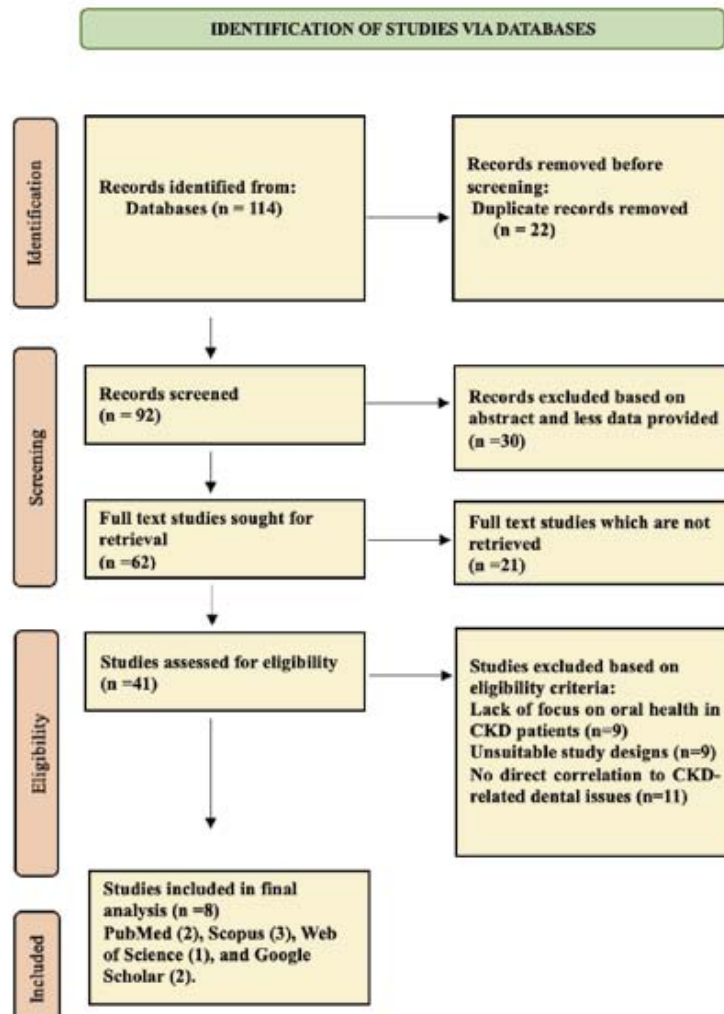 IDENTIFICATION OF STUDIES VIA DATABASES
Identification
Records identified from:
Databases (n = 114)
Records removed before
screening:
Duplicate records removed
(n = 22)
Screening
Records screened
(n = 92)
Records excluded based on
abstract and less data provided
(n =30)
Full text studies sought for
retrieval
(n =62)
Full text studies which are not
retrieved
(n =21)
Eligibility
Studies assessed for eligibility
(n =41)
Studies excluded based on
eligibility criteria:
Lack of focus on oral health in
CKD patients (n=9)
Unsuitable study designs (n=9)
No direct correlation to CKD-
related dental issues (n=11)
Included
Studies included in final
analysis (n =8)
PubMed (2), Scopus (3), Web
of Science (1), and Google
Scholar (2).